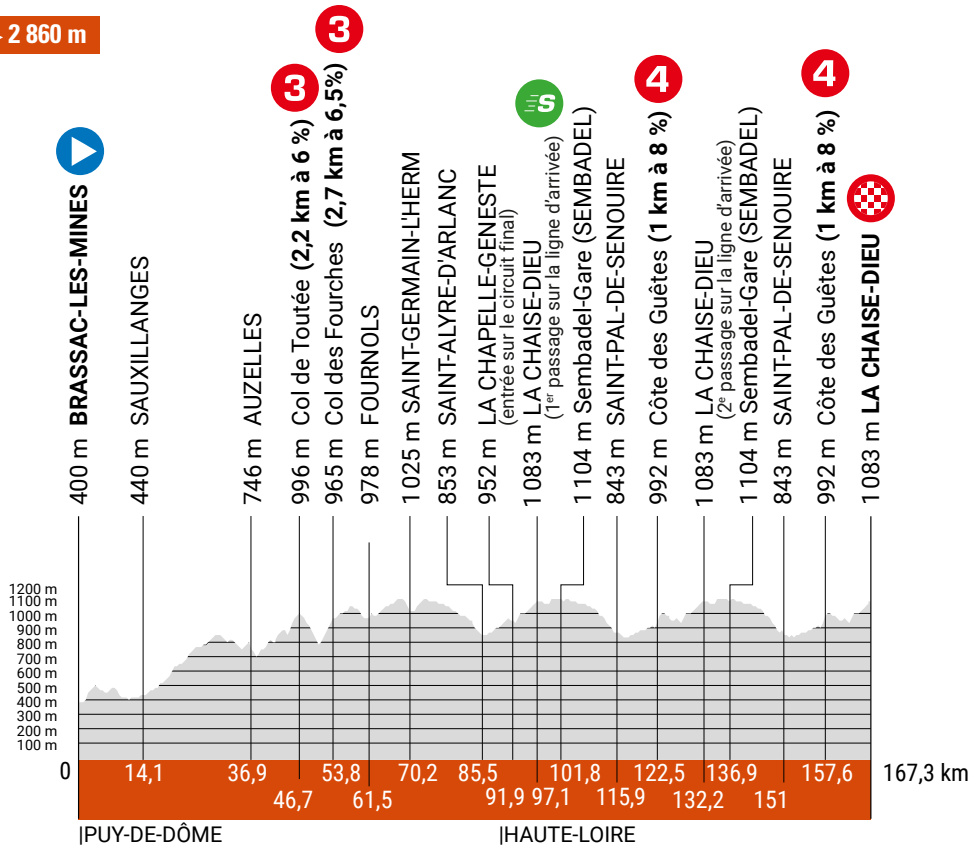 2 860 m
400 m BRASSAC-LES-MINES
440 m SAUXILLANGES
746 m AUZELLES
3
996 m Col de Toutée (2,2 km à 6 %)
3
965 m Col des Fourches (2,7 km à 6,5%)
978 m FOURNOLS
1 025 m SAINT-GERMAIN-L'HERM
853 m SAINT-ALYRE-D'ARLANC
952 m LA CHAPELLE-GENESTE
(entrée sur le circuit final)
S
1 083 m LA CHAISE-DIEU
(1er passage sur la ligne d'arrivée)
1 104 m Sembadel-Gare (SEMBADEL)
843 m SAINT-PAL-DE-SENOUIRE
4
992 m Côte des Guêtes (1 km à 8 %)
1 083 m LA CHAISE-DIEU
(2e passage sur la ligne d'arrivée)
1 104 m Sembadel-Gare (SEMBADEL)
843 m SAINT-PAL-DE-SENOUIRE
4
992 m Côte des Guêtes (1 km à 8 %)
1 083 m LA CHAISE-DIEU
1200 m
1100 m
1000 m
900 m
800 m
700 m
600 m
500 m
400 m
300 m
200 m
100 m
0 14,1 36,9 53,8 70,2 85,5 101,8 122,5 136,9 157,6 167,3 km
46,7 61,5 91,9 97,1 115,9 132,2 151
|PUY-DE-DÔME |HAUTE-LOIRE